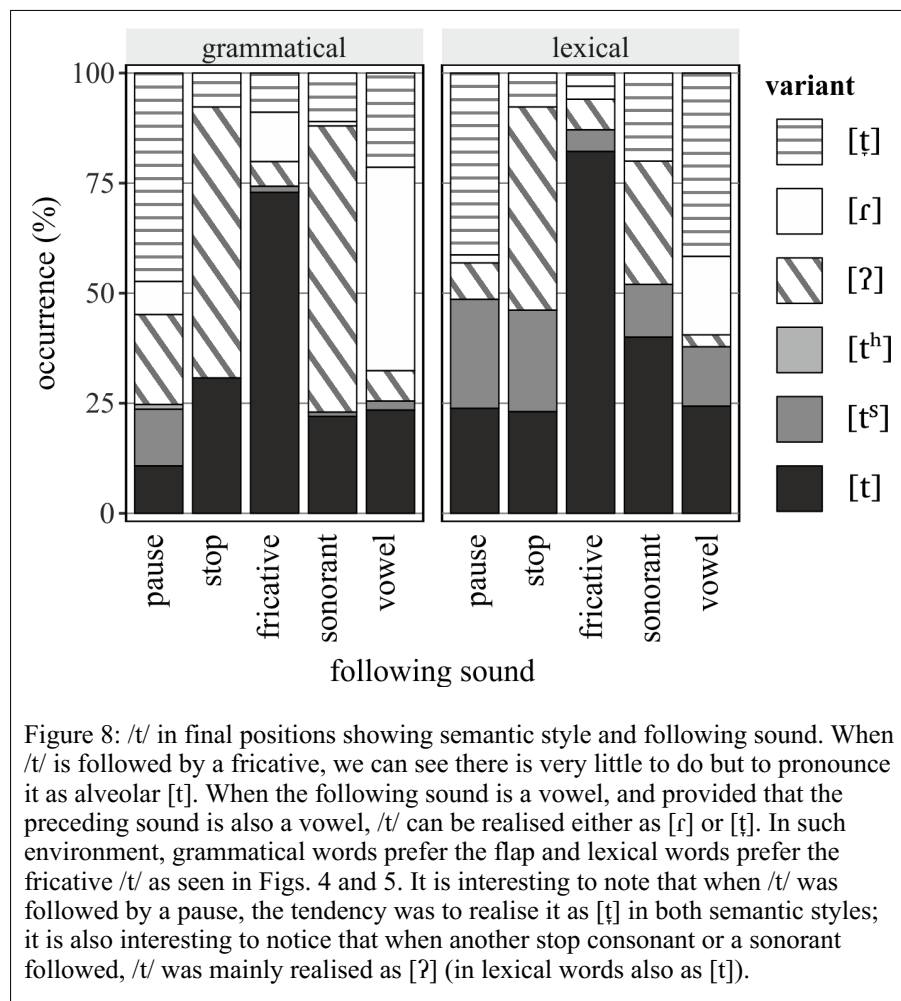 grammatical
lexical
100
75
50
25
0
occurrence (%)
pause
stop
fricative
sonorant
vowel
pause
stop
fricative
sonorant
vowel
following sound
variant
[t̞]
[ɾ]
[ʔ]
[tʰ]
[tˢ]
[t]
Figure 8: /t/ in final positions showing semantic style and following sound. When
/t/ is followed by a fricative, we can see there is very little to do but to pronounce
it as alveolar [t]. When the following sound is a vowel, and provided that the
preceding sound is also a vowel, /t/ can be realised either as [ɾ] or [t̞]. In such
environment, grammatical words prefer the flap and lexical words prefer the
fricative /t/ as seen in Figs. 4 and 5. It is interesting to note that when /t/ was
followed by a pause, the tendency was to realise it as [t̞] in both semantic styles;
it is also interesting to notice that when another stop consonant or a sonorant
followed, /t/ was mainly realised as [ʔ] (in lexical words also as [t]).